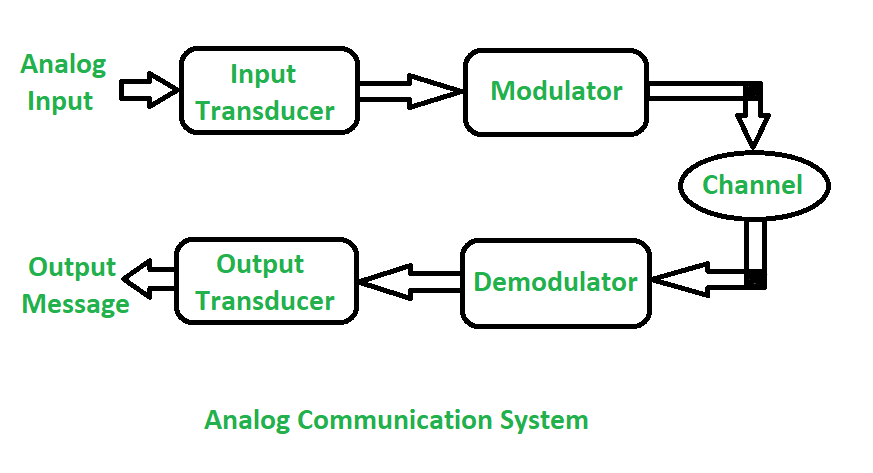 Analog
Input
Input
Transducer
Modulator
Channel
Demodulator
Output
Transducer
Output
Message
Analog Communication System